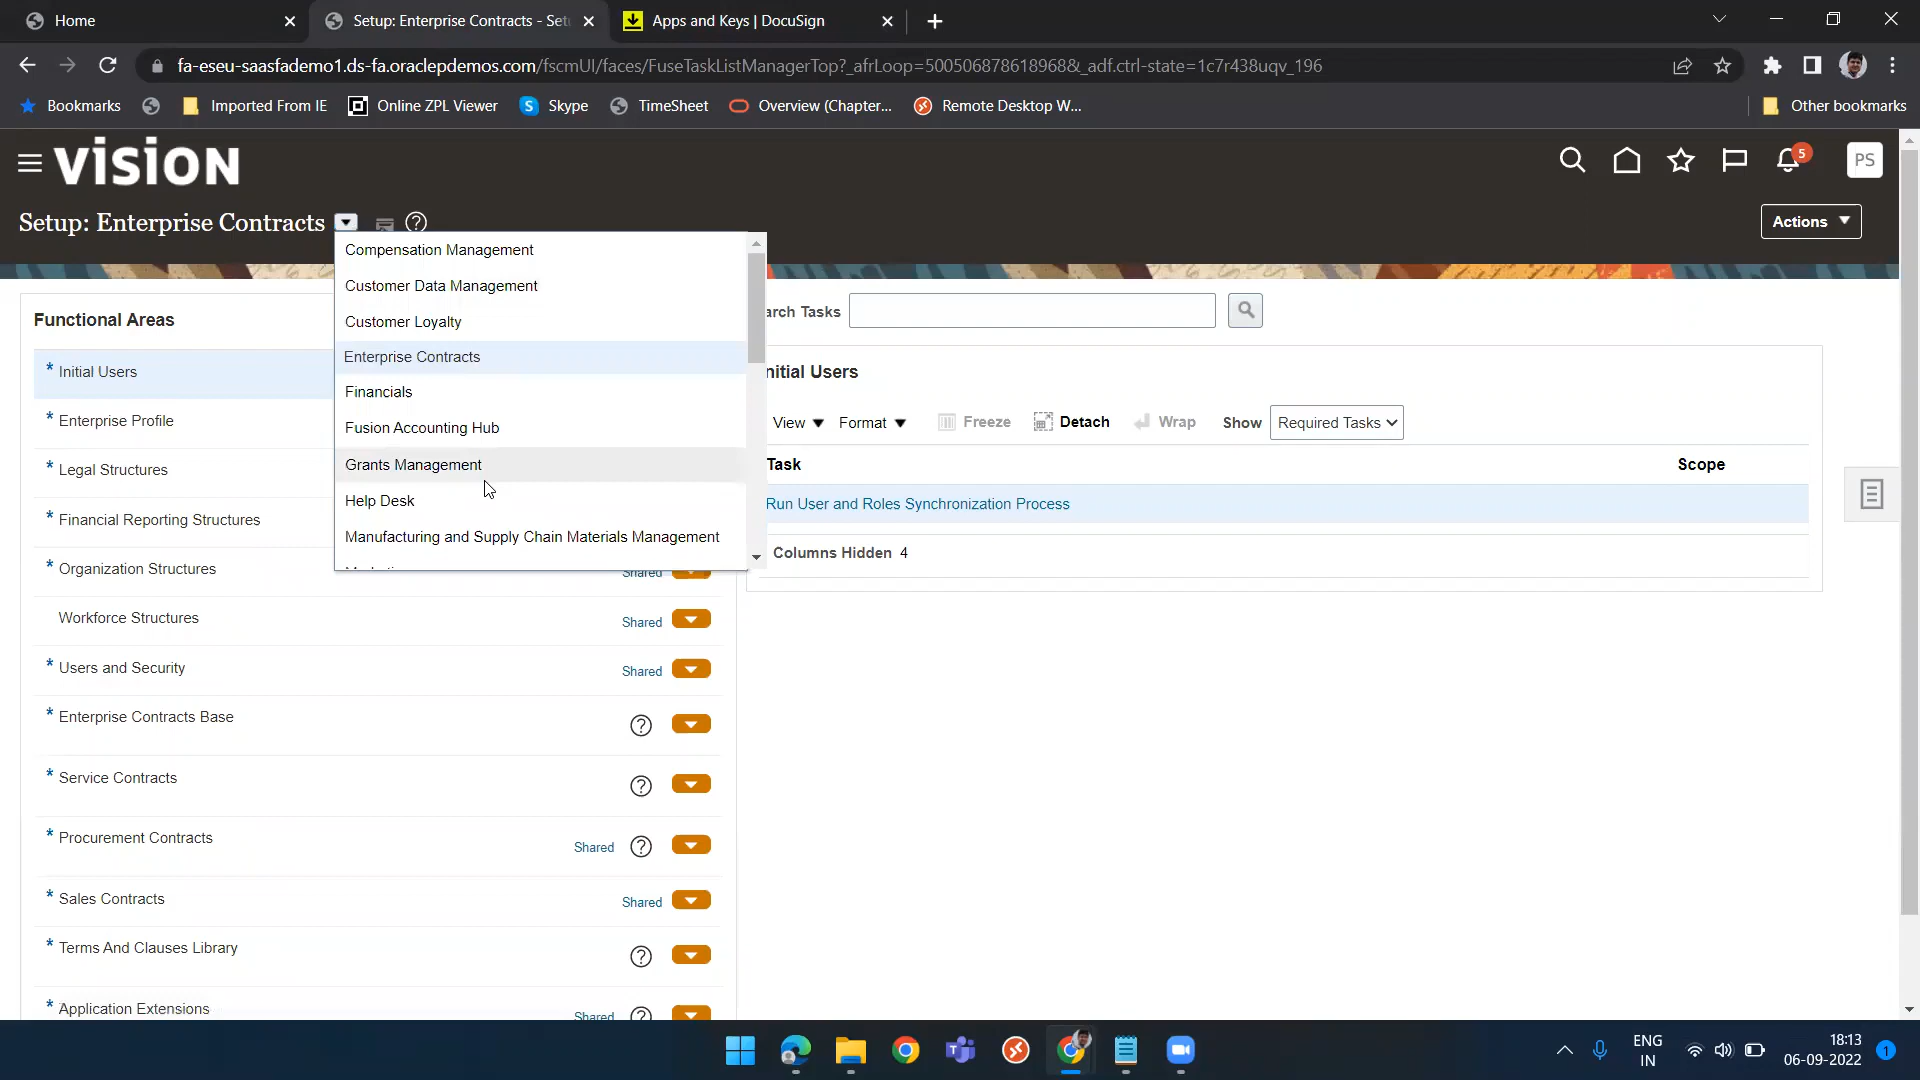 Home
Setup: Enterprise Contracts - Set
Apps and Keys | DocuSign
fa-eseu-saasfademo1.ds-fa.oraclepdemos.com/fscmUI/faces/FuseTaskListManagerTop?_afrLoop=50050687861896​8&_adf.ctrl-state=1c7r438uqv_196
Bookmarks
Imported From IE
Online ZPL Viewer
Skype
TimeSheet
Overview (Chapter...
Remote Desktop W...
Other bookmarks
vision
5
PS
Setup: Enterprise Contracts
Actions
Compensation Management
Customer Data Management
Customer Loyalty
Enterprise Contracts
Financials
Fusion Accounting Hub
Grants Management
Help Desk
Manufacturing and Supply Chain Materials Management
Functional Areas
* Initial Users
* Enterprise Profile
* Legal Structures
* Financial Reporting Structures
* Organization Structures
Shared
Workforce Structures
Shared
* Users and Security
Shared
* Enterprise Contracts Base
* Service Contracts
* Procurement Contracts
Shared
* Sales Contracts
Shared
* Terms And Clauses Library
* Application Extensions
Shared
arch Tasks
nitial Users
View
Format
Freeze
Detach
Wrap
Show
Required Tasks
Task
Scope
Run User and Roles Synchronization Process
Columns Hidden 4
ENG
IN
18:13
06-09-2022
1